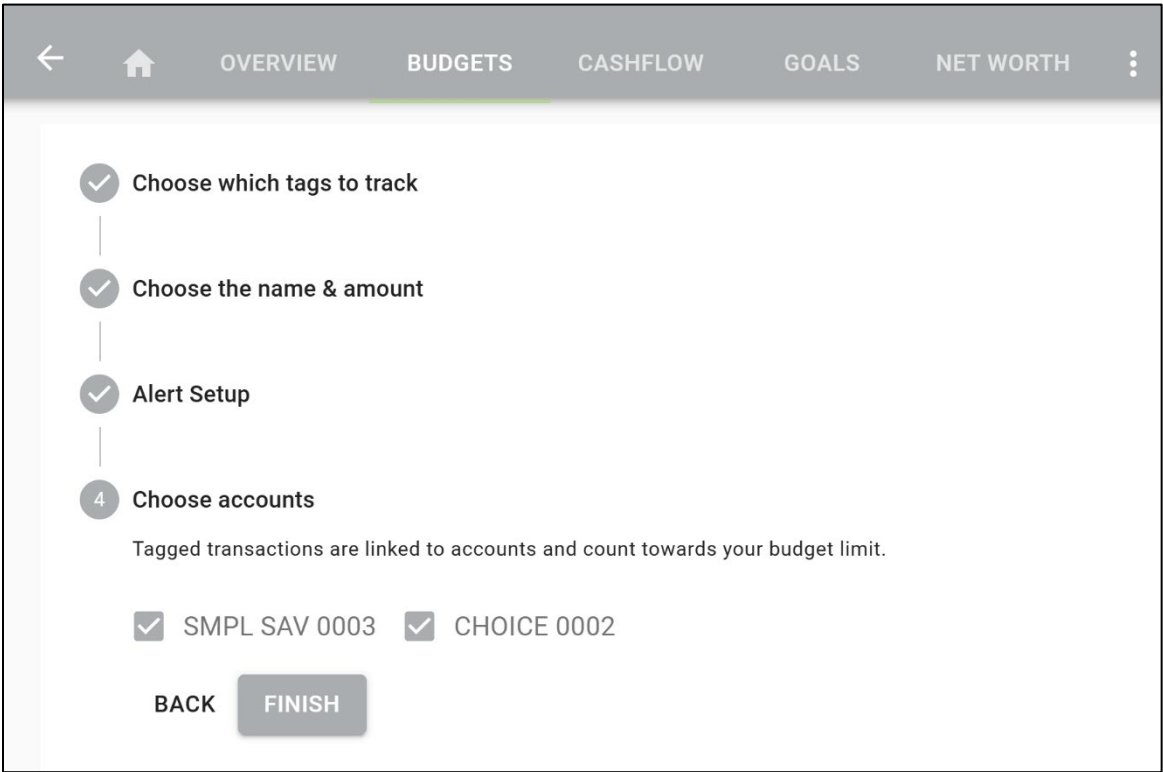 OVERVIEW BUDGETS CASHFLOW GOALS NET WORTH
Choose which tags to track
Choose the name & amount
Alert Setup
4 Choose accounts
Tagged transactions are linked to accounts and count towards your budget limit.
SMPL SAV 0003 CHOICE 0002
BACK FINISH